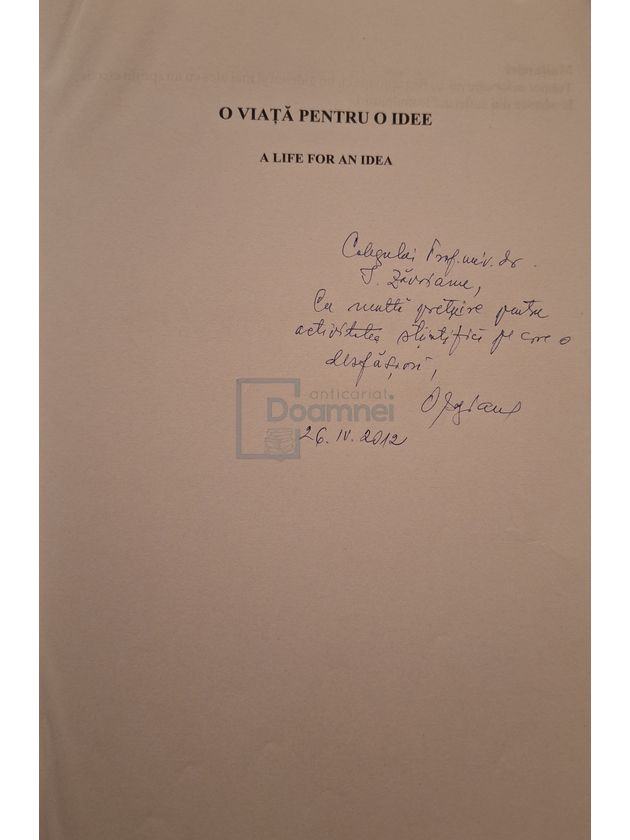 O VIAȚĂ PENTRU O IDEE
A LIFE FOR AN IDEA
Colegului Prof. univ. dr.
Cu multă prețuire pentru
activitatea științifică pe care o
desfășori,
anticariat
Doamnei
26. IV. 2012